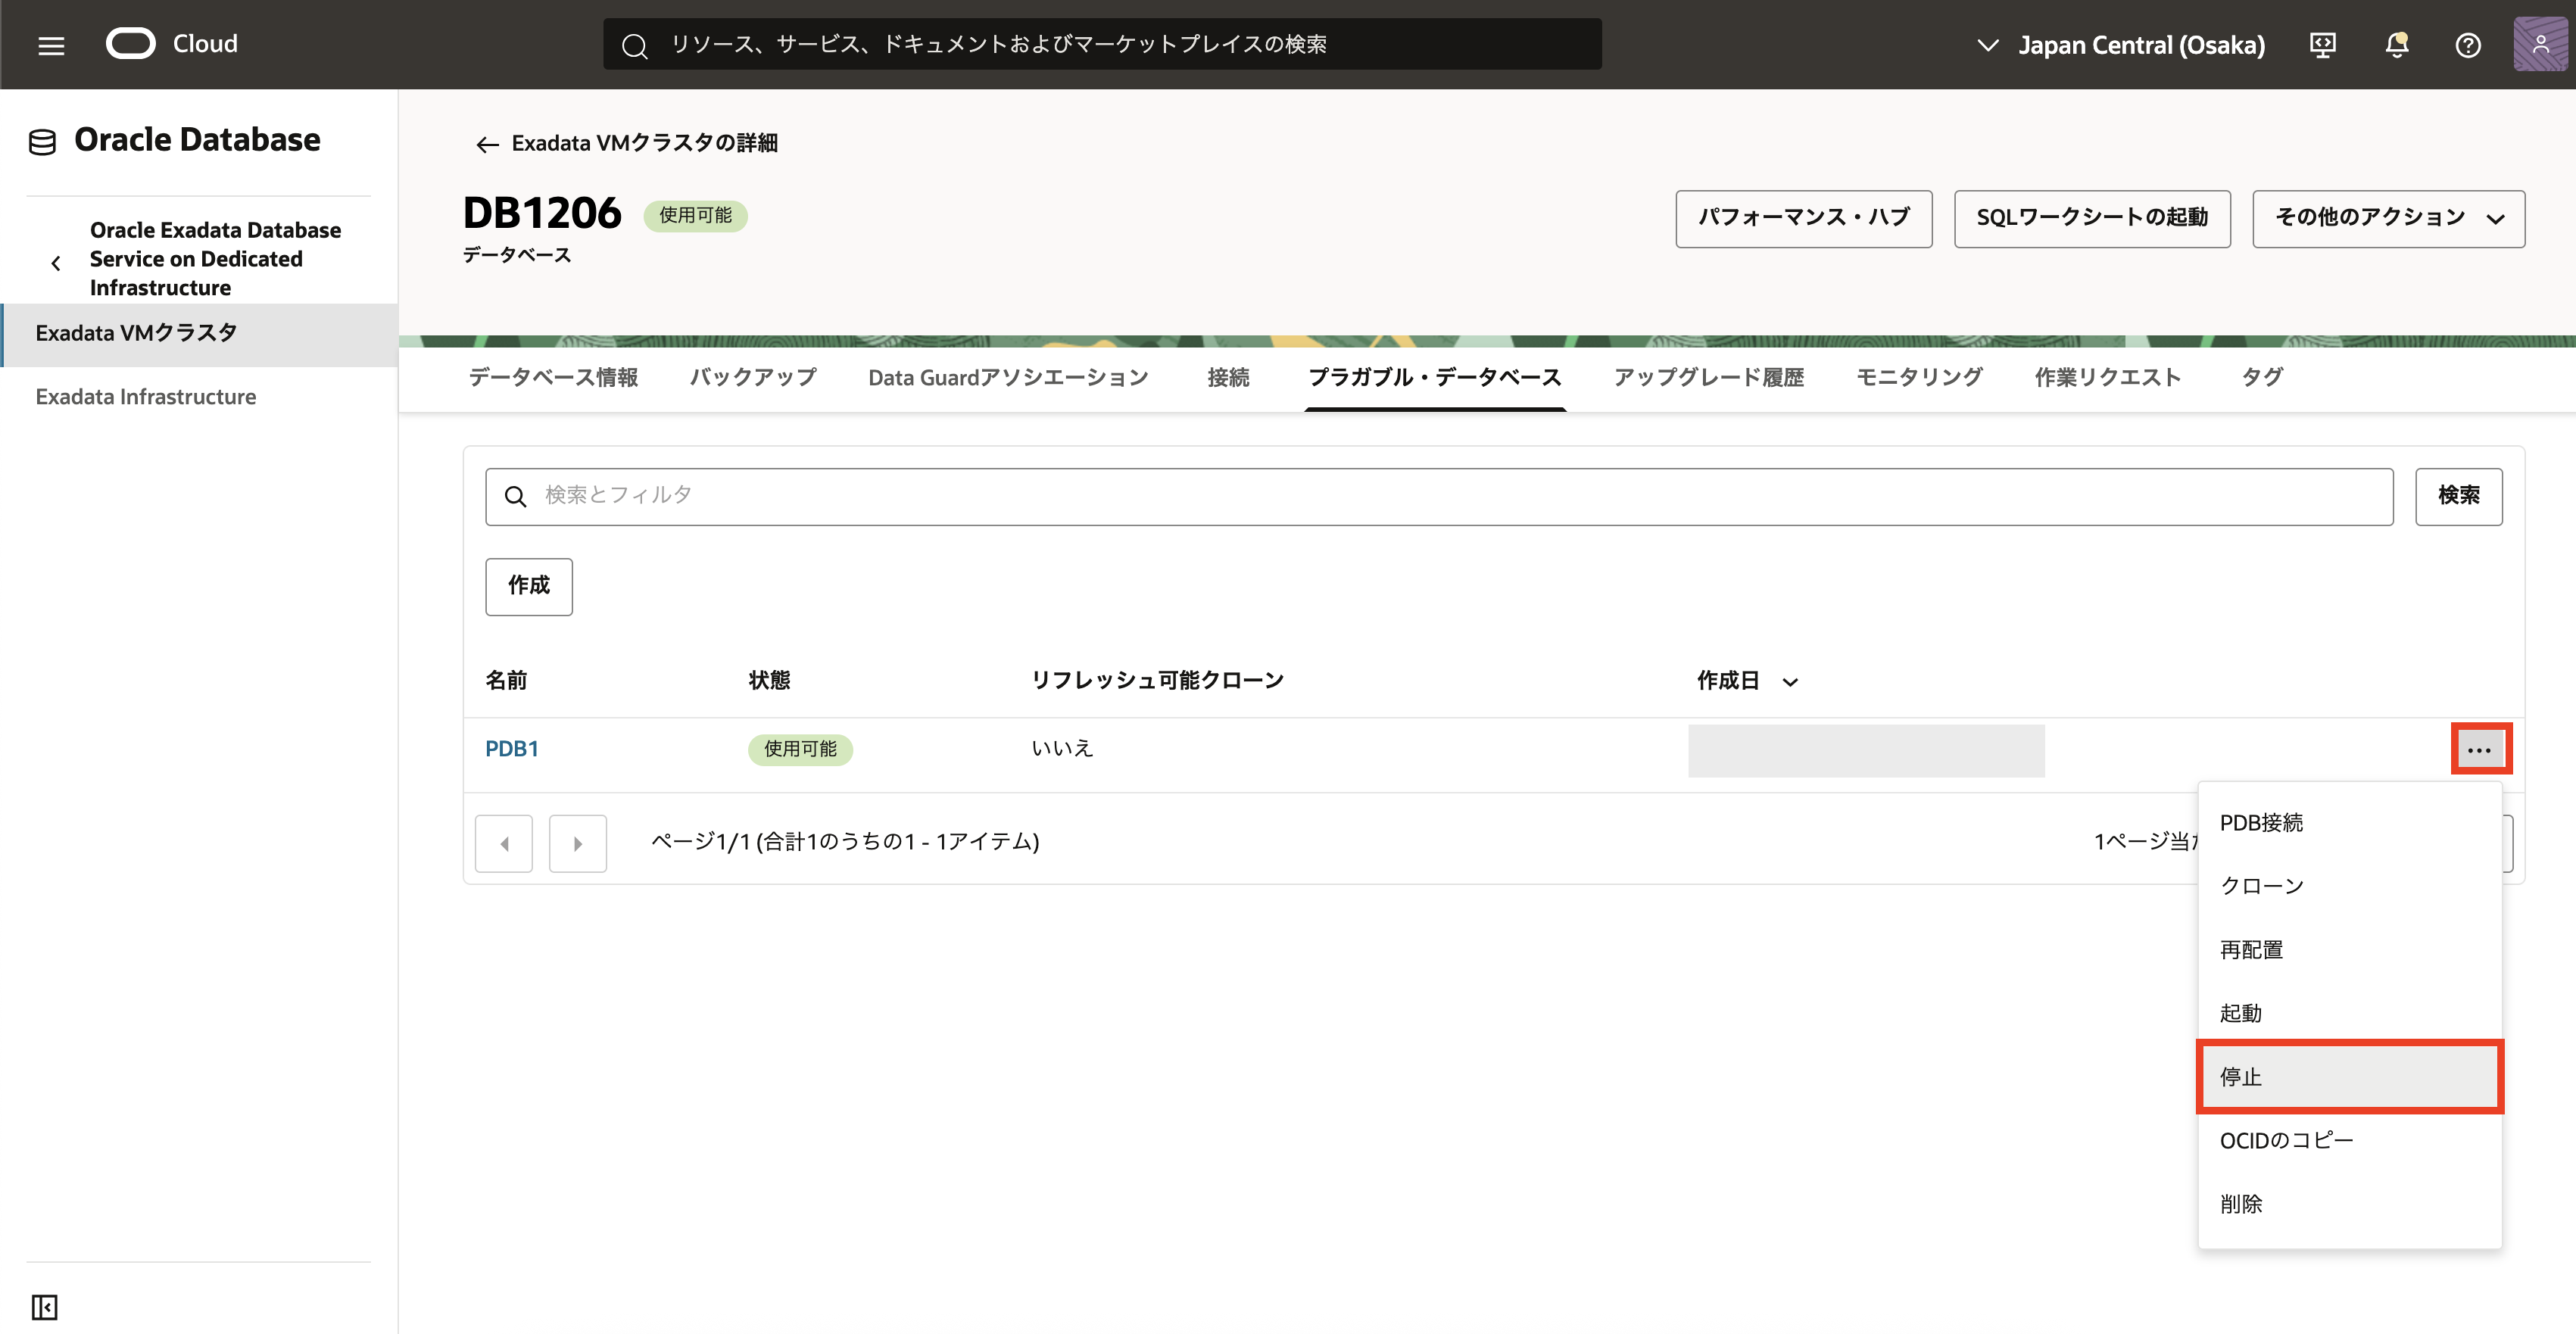 Cloud
リソース、サービス、ドキュメントおよびマーケットプレイスの検索
Japan Central (Osaka)
Oracle Database
Oracle Exadata Database
Service on Dedicated
Infrastructure
Exadata VMクラスタ
Exadata Infrastructure
Exadata VMクラスタの詳細
DB1206
使用可能
データベース
パフォーマンス・ハブ
SQLワークシートの起動
その他のアクション
データベース情報
バックアップ
Data Guardアソシエーション
接続
プラガブル・データベース
アップグレード履歴
モニタリング
作業リクエスト
タグ
検索とフィルタ
検索
作成
名前
状態
リフレッシュ可能クローン
作成日
PDB1
使用可能
いいえ
ページ1/1 (合計1のうちの1 - 1アイテム)
1ページ当
PDB接続
クローン
再配置
起動
停止
OCIDのコピー
削除